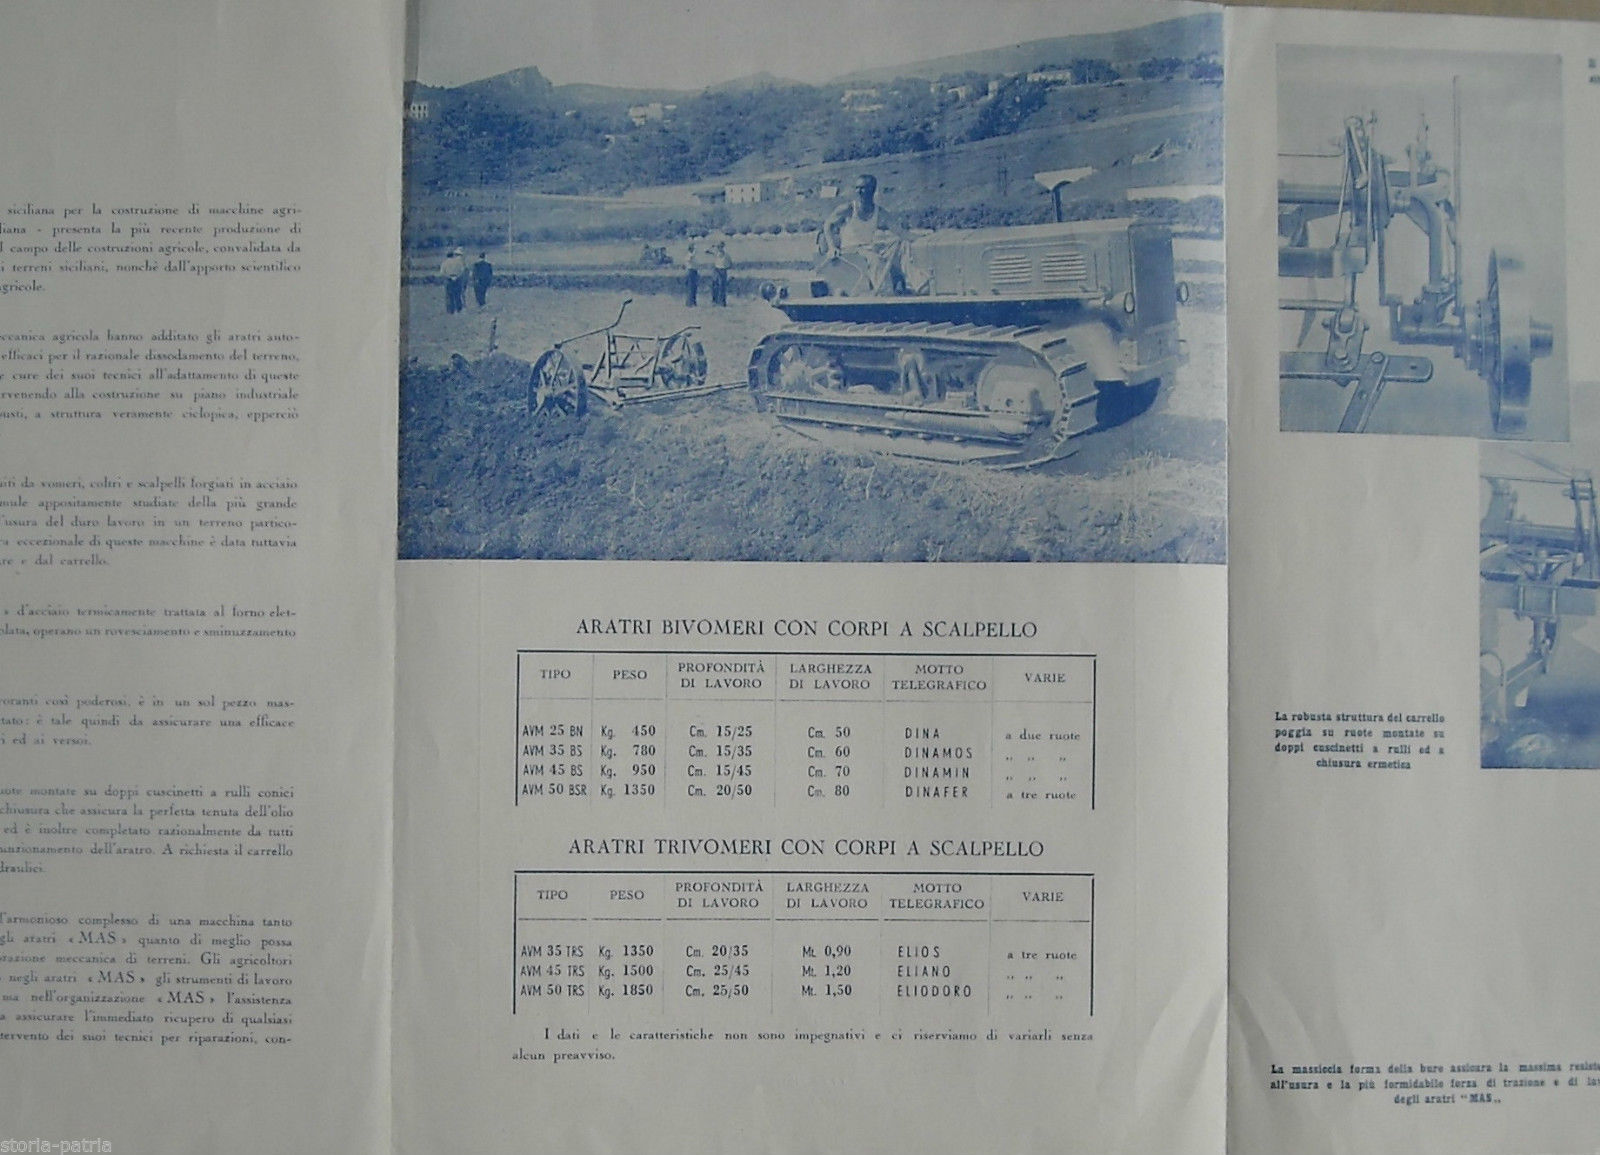 siciliana per la costruzione di macchine agri-
liana - presenta la più recente produzione di
l campo delle costruzioni agricole, convalidata da
i terreni siciliani, nonchè dall'apporto scientifico
gricole.
eccanica agricola hanno additato gli aratri auto-
efficaci per il razionale dissodamento del terreno,
e cure dei suoi tecnici all'adattamento di queste
rvenendo alla costruzione su piano industriale
busti, a struttura veramente ciclopica, epperciò
iti da vomeri, coltri e scalpelli forgiati in acciaio
mule appositamente studiate della più grande
l'usura del duro lavoro in un terreno partico-
ra eccezionale di queste macchine è data tuttavia
re e dal carrello.
» d'acciaio termicamente trattata al forno elet-
olata, operano un rovesciamento e sminuzzamento
voranti così poderosi, è in un sol pezzo mas-
tato: è tale quindi da assicurare una efficace
i ed ai versoi.
uote montate su doppi cuscinetti a rulli conici
chiusura che assicura la perfetta tenuta dell'olio
ed è inoltre completato razionalmente da tutti
unzionamento dell'aratro. A richiesta il carrello
draulici.
l'armonioso complesso di una macchina tanto
gli aratri « MAS » quanto di meglio possa
orazione meccanica di terreni. Gli agricoltori
negli aratri « MAS » gli strumenti di lavoro
ma nell'organizzazione « MAS » l'assistenza
a assicurare l'immediato ricupero di qualsiasi
tervento dei suoi tecnici per riparazioni, con-
ARATRI BIVOMERI CON CORPI A SCALPELLO
TIPO PESO PROFONDITÀ DI LAVORO LARGHEZZA DI LAVORO MOTTO TELEGRAFICO VARIE
AVM 25 BN Kg. 450 Cm. 15/25 Cm. 50 DINA a due ruote
AVM 35 BS Kg. 780 Cm. 15/35 Cm. 60 DINAMOS „ „ „
AVM 45 BS Kg. 950 Cm. 15/45 Cm. 70 DINAMIN „ „ „
AVM 50 BSR Kg. 1350 Cm. 20/50 Cm. 80 DINAFER a tre ruote
ARATRI TRIVOMERI CON CORPI A SCALPELLO
TIPO PESO PROFONDITÀ DI LAVORO LARGHEZZA DI LAVORO MOTTO TELEGRAFICO VARIE
AVM 35 TRS Kg. 1350 Cm. 20/35 Mt. 0,90 ELIOS a tre ruote
AVM 45 TRS Kg. 1500 Cm. 25/45 Mt. 1,20 ELIANO „ „ „
AVM 50 TRS Kg. 1850 Cm. 25/50 Mt. 1,50 ELIODORO „ „ „
I dati e le caratteristiche non sono impegnativi e ci riserviamo di variarli senza
alcun preavviso.
La robusta struttura del carrello
poggia su ruote montate su
doppi cuscinetti a rulli ed a
chiusura ermetica
La massiccia forma della bure assicura la massima resiste
all'usura e la più formidabile forza di trazione e di lav
degli aratri "MAS„
storia-patria